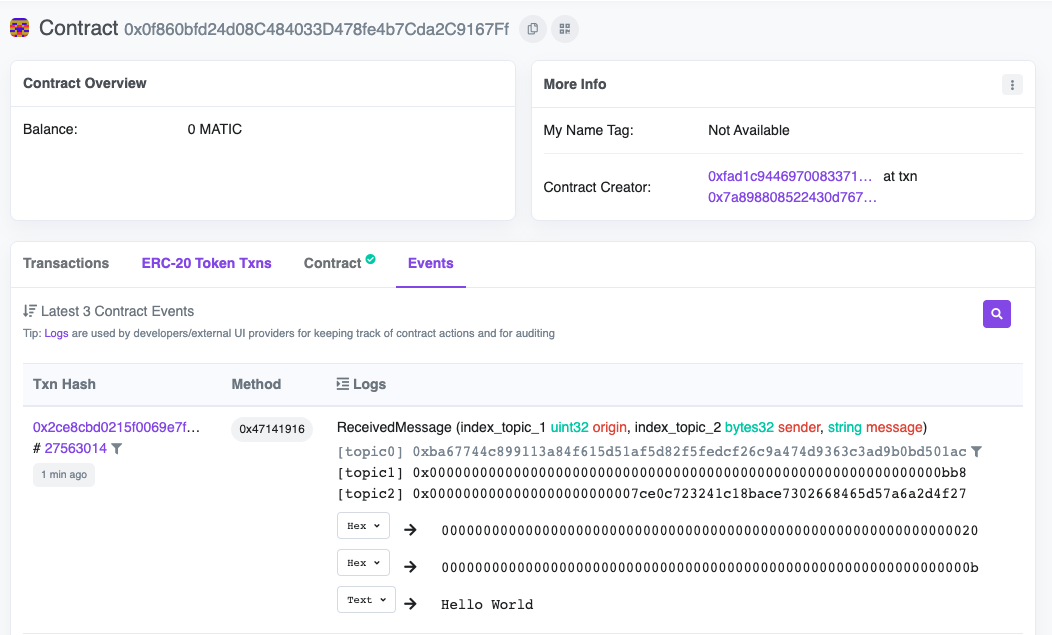 Contract 0x0f860bfd24d08C484033D478fe4b7Cda2C9167Ff
Contract Overview
Balance: 0 MATIC
More Info
My Name Tag: Not Available
Contract Creator: 0xfad1c9446970083371... at txn
0x7a898808522430d767...
Transactions ERC-20 Token Txns Contract Events
Latest 3 Contract Events
Tip: Logs are used by developers/external UI providers for keeping track of contract actions and for auditing
Txn Hash Method Logs
0x2ce8cbd0215f0069e7f... 0x47141916 ReceivedMessage (index_topic_1 uint32 origin, index_topic_2 bytes32 sender, string message)
# 27563014
1 min ago
[topic0] 0xba67744c899113a84f615d51af5d82f5fedcf26c9a474d9363c3ad9b0bd501ac
[topic1] 0x0000000000000000000000000000000000000000000000000000000000000bb8
[topic2] 0x0000000000000000000000007ce0c723241c18bace7302668465d57a6a2d4f27
Hex 0000000000000000000000000000000000000000000000000000000000000020
Hex 000000000000000000000000000000000000000000000000000000000000000b
Text Hello World